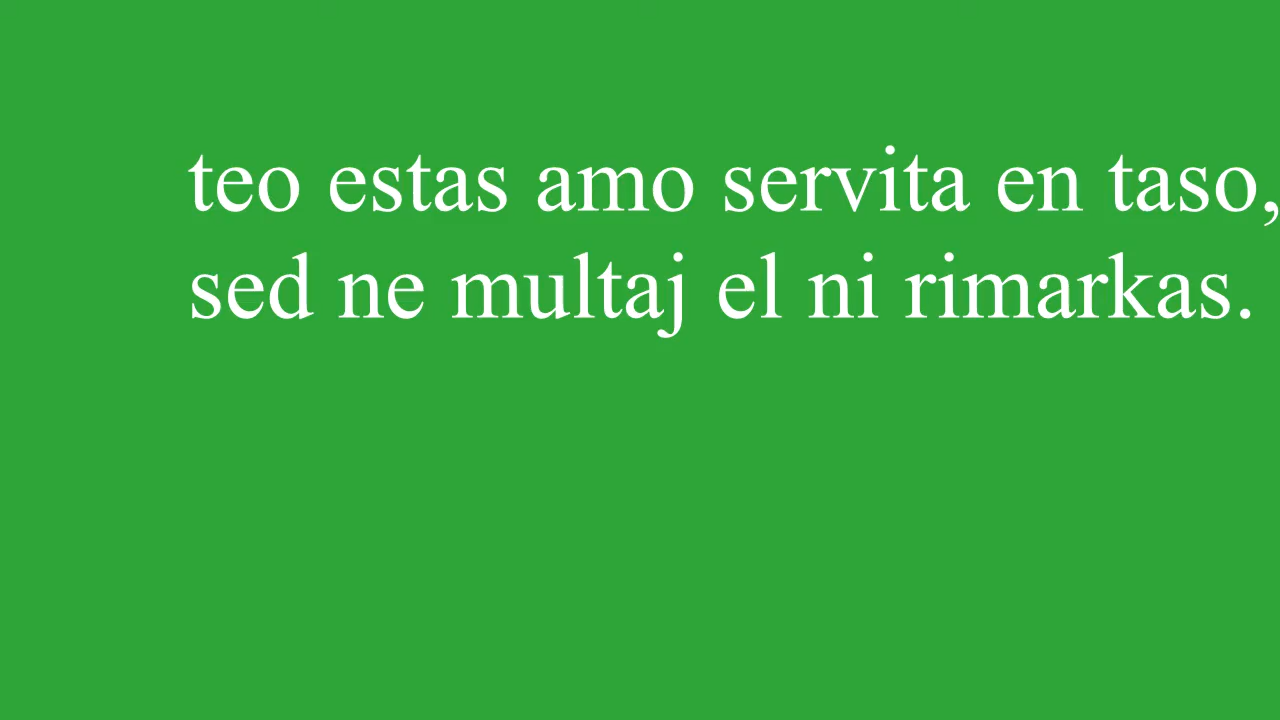 teo estas amo servita en taso,
sed ne multaj el ni rimarkas.